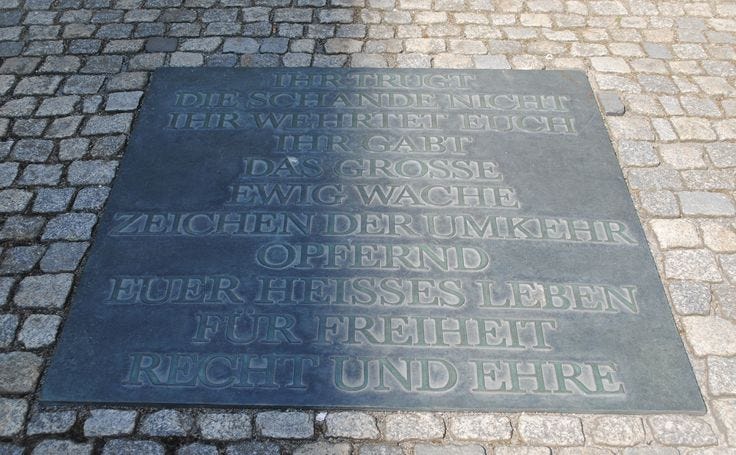 IHR TRUGT
DIE SCHANDE NICHT
IHR WEHRTET EUCH
IHR GABT
DAS GROSSE
EWIG WACHE
ZEICHEN DER UMKEHR
OPFERND
EUER HEISSES LEBEN
FÜR FREIHEIT
RECHT UND EHRE